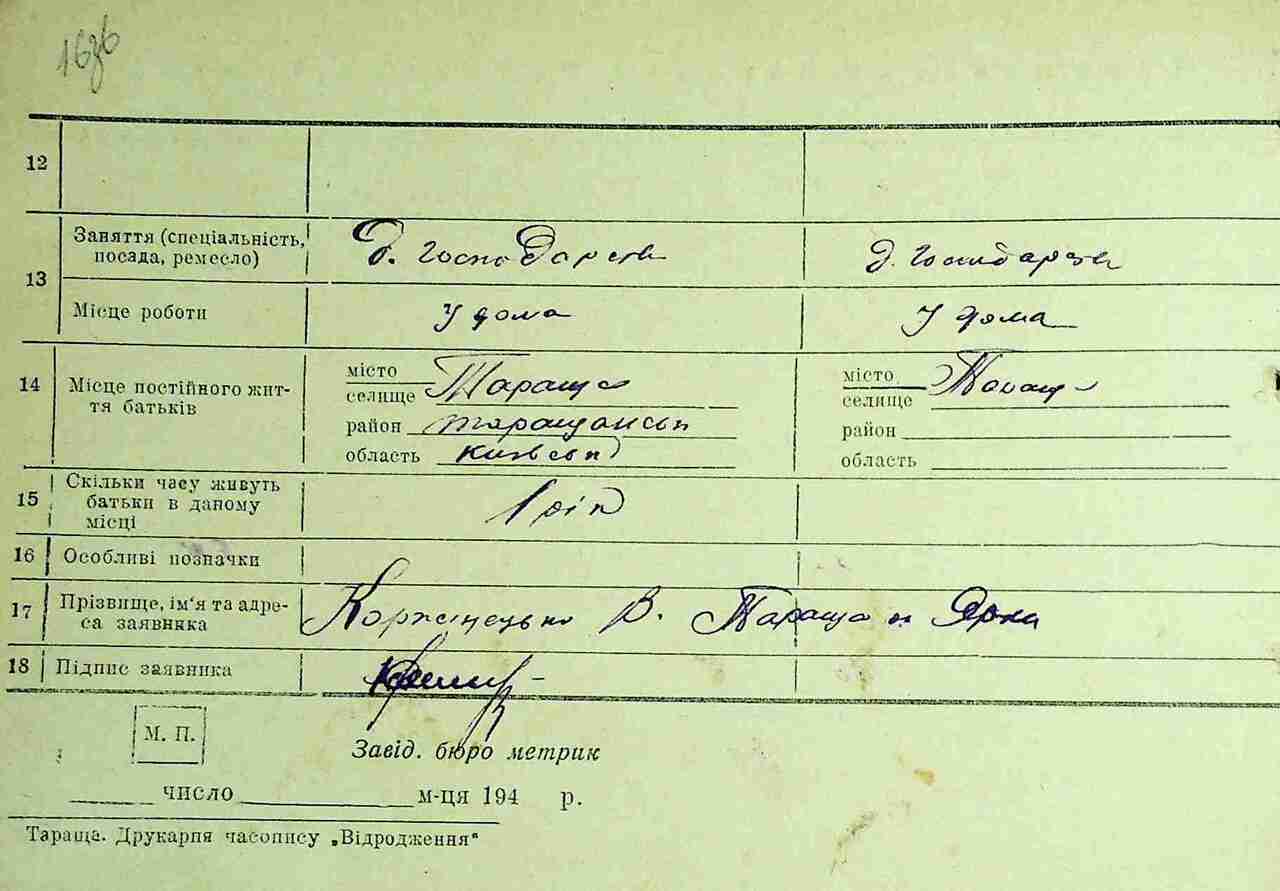 12
13 Заняття (спеціальність, посада, ремесло) Д. Господарств д. Господарств
Місце роботи у дома у дома
14 Місце постійного життя батьків
місто селище Тараща місто селище Тараща
район Таращанськ район
область Київськ область
15 Скільки часу живуть батьки в даному місці 1 рік
16 Особливі позначки
17 Прізвище, ім'я та адреса заявника В. Тараща
18 Підпис заявника
М. П.
Завід. бюро метрик
число м-ця 194 р.
Тараща. Друкарня часопису „Відродження"